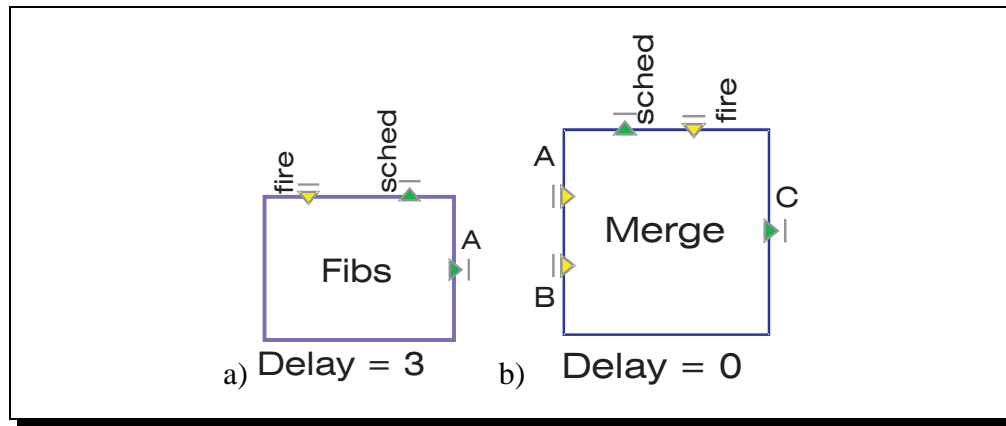 fire
sched
A
Fibs
a) Delay = 3
sched
fire
A
C
Merge
B
b) Delay = 0